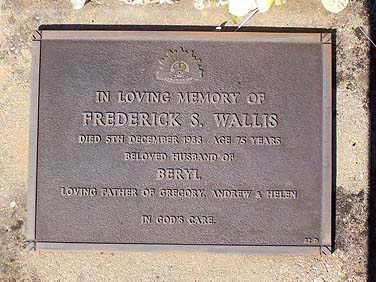 IN LOVING MEMORY OF
FREDERICK S. WALLIS
DIED 5TH DECEMBER 1988 AGE 75 YEARS
BELOVED HUSBAND OF
BERYL
LOVING FATHER OF GREGORY, ANDREW & HELEN
IN GOD'S CARE.